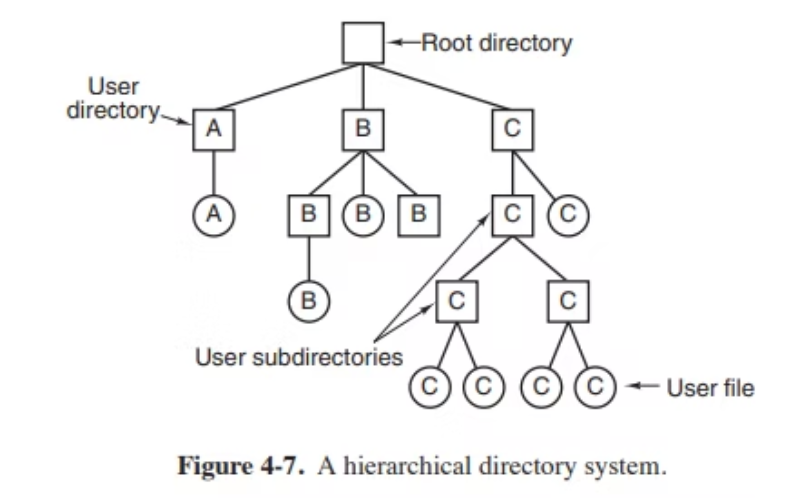 Root directory
User
directory
A B C
A B B B C C
B C C
User subdirectories
C C C C
User file
Figure 4-7. A hierarchical directory system.